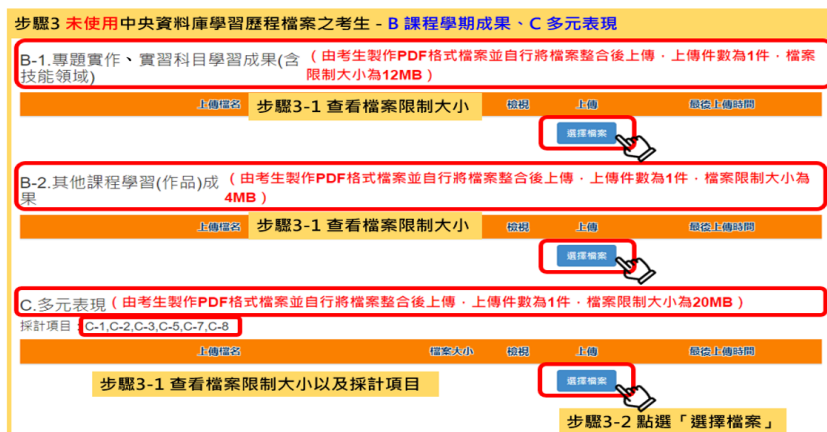 步驟3 未使用中央資料庫學習歷程檔案之考生 - B 課程學期成果、C 多元表現
B-1.專題實作、實習科目學習成果(含技能領域)
（由考生製作PDF格式檔案並自行將檔案整合後上傻．上傳件數為1件．檔案限制大小為12MB）
上傳檔名 步驟3-1 查看檔案限制大小 檢視 上傳 最後上傳時間
選擇檔案
B-2.其他課程學習(作品)成果
（由考生製作PDF格式檔案並自行將檔案整合後上傳．上傳件數為1件．檔案限制大小為4MB）
上傳檔名 步驟3-1 查看檔案限制大小 檢視 上傳 最後上傳時間
選擇檔案
C.多元表現（由考生製作PDF格式檔案並自行將檔案整合後上傳．上傳件數為1件．檔案限制大小為20MB）
採計項目：C-1,C-2,C-3,C-5,C-7,C-8
上傳檔名 檔案大小 檢視 上傳 最後上傳時間
步驟3-1 查看檔案限制大小以及採計項目
選擇檔案
步驟3-2 點選「選擇檔案」